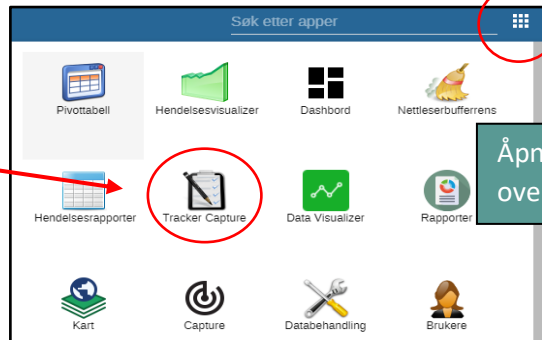 Søk etter apper
Pivottabell
Hendelsesvisualizer
Dashbord
Nettleserbufferrens
Hendelsesrapporter
Tracker Capture
Data Visualizer
Rapporter
Kart
Capture
Databehandling
Brukere